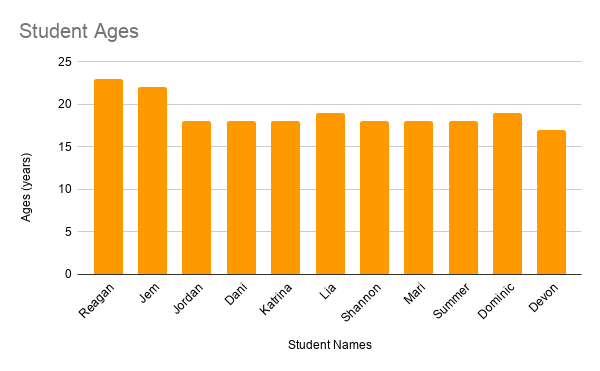 Student Ages
25
20
15
10
5
0
Ages (years)
Reagan
Jem
Jordan
Dani
Katrina
Lia
Shannon
Mari
Summer
Dominic
Devon
Student Names